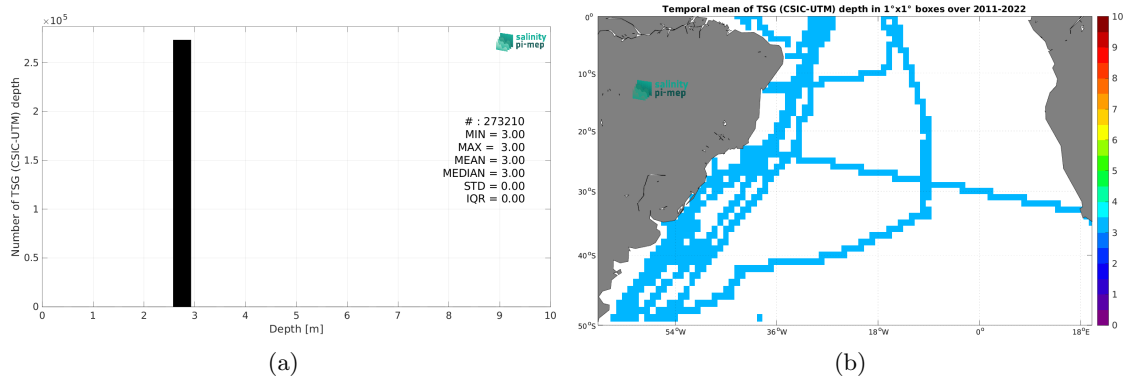 ×10⁵
2.5
2
1.5
1
0.5
0
Number of TSG (CSIC-UTM) depth
0 1 2 3 4 5 6 7 8 9 10
Depth [m]
salinity
pi-mep
# : 273210
MIN = 3.00
MAX = 3.00
MEAN = 3.00
MEDIAN = 3.00
STD = 0.00
IQR = 0.00
(a)
Temporal mean of TSG (CSIC-UTM) depth in 1°x1° boxes over 2011-2022
0°
10°S
20°S
30°S
40°S
50°S
54°W 36°W 18°W 0° 18°E
salinity
pi-mep
10
9
8
7
6
5
4
3
2
1
0
(b)